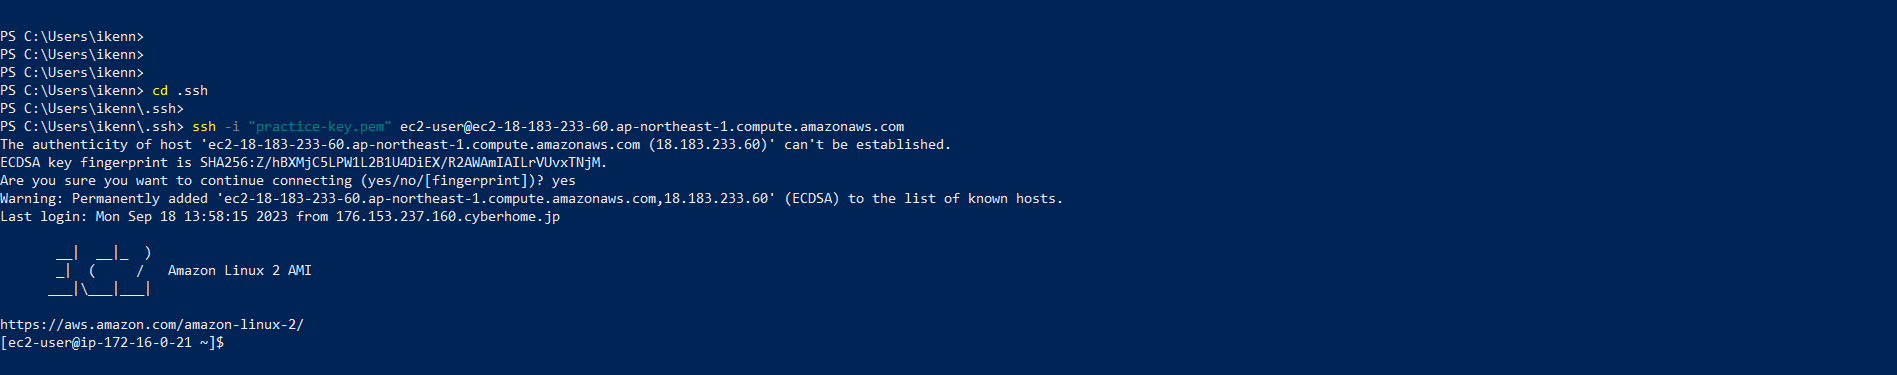 PS C:\Users\ikenn>
PS C:\Users\ikenn>
PS C:\Users\ikenn>
PS C:\Users\ikenn> cd .ssh
PS C:\Users\ikenn\.ssh>
PS C:\Users\ikenn\.ssh> ssh -i "practice-key.pem" ec2-user@ec2-18-183-233-60.ap-northeast-1.compute.amazonaws.com
The authenticity of host 'ec2-18-183-233-60.ap-northeast-1.compute.amazonaws.com (18.183.233.60)' can't be established.
ECDSA key fingerprint is SHA256:Z/hBXMjC5LPW1L2B1U4DiEX/R2AWAmIAILrVUvxTNjM.
Are you sure you want to continue connecting (yes/no/[fingerprint])? yes
Warning: Permanently added 'ec2-18-183-233-60.ap-northeast-1.compute.amazonaws.com,18.183.233.60' (ECDSA) to the list of known hosts.
Last login: Mon Sep 18 13:58:15 2023 from 176.153.237.160.cyberhome.jp
       __|  __|_  )
       _|  (     /   Amazon Linux 2 AMI
      ___|\___|___|
https://aws.amazon.com/amazon-linux-2/
[ec2-user@ip-172-16-0-21 ~]$